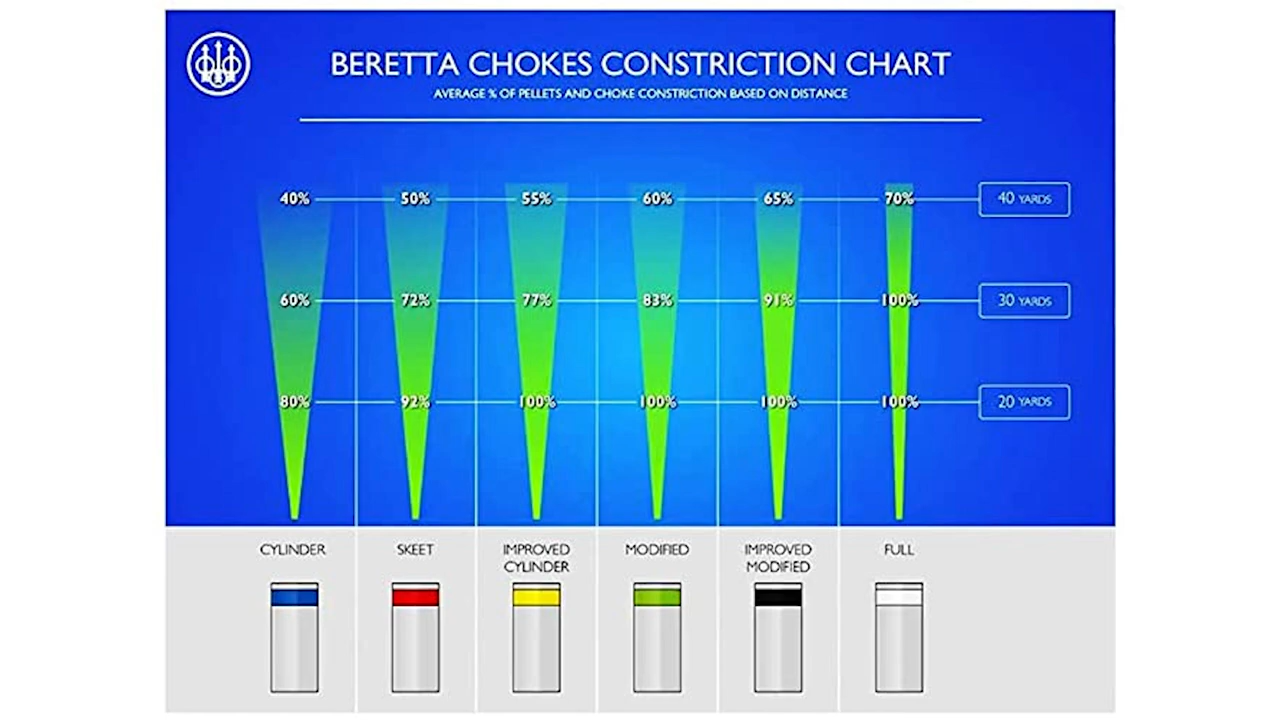 BERETTA CHOKES CONSTRICTION CHART
AVERAGE % OF PELLETS AND CHOKE CONSTRICTION BASED ON DISTANCE
40% 50% 55% 60% 65% 70% 40 YARDS
60% 72% 77% 83% 91% 100% 30 YARDS
80% 92% 100% 100% 100% 100% 20 YARDS
CYLINDER SKEET IMPROVED MODIFIED IMPROVED FULL
CYLINDER MODIFIED